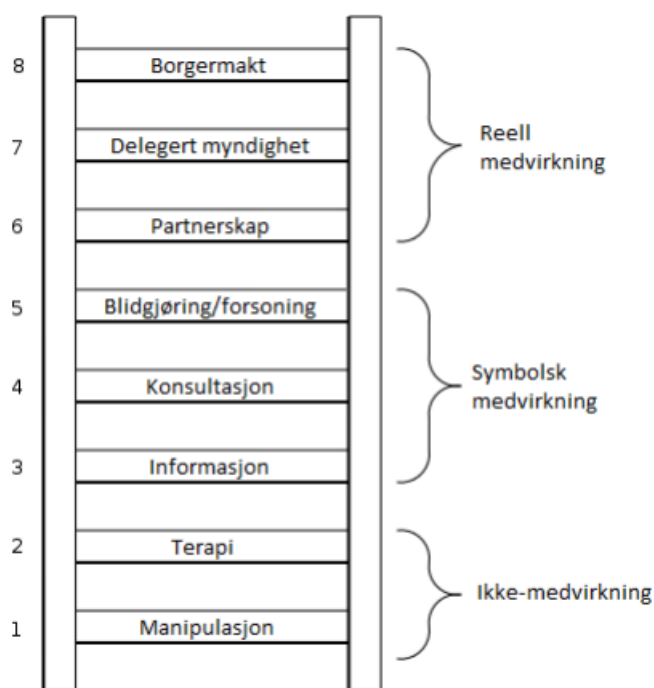 8 Borgermakt
7 Delegert myndighet
Reell
medvirkning
6 Partnerskap
5 Blidgjøring/forsoning
4 Konsultasjon
Symbolsk
medvirkning
3 Informasjon
2 Terapi
Ikke-medvirkning
1 Manipulasjon